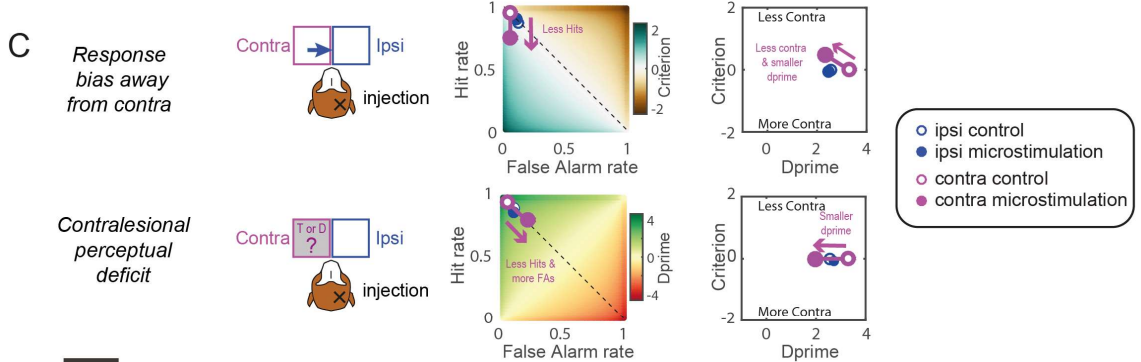 C
Response
bias away
from contra
Contra
Ipsi
injection
1
0.5
0
Hit rate
Less Hits
0 0.5 1
False Alarm rate
2
0
-2
Criterion
2
0
-2
Criterion
Less Contra
Less contra
& smaller
dprime
More Contra
0 2 4
Dprime
ipsi control
ipsi microstimulation
contra control
contra microstimulation
Contralesional
perceptual
deficit
Contra
T or D
?
Ipsi
injection
1
0.5
0
Hit rate
Less Hits &
more FAs
0 0.5 1
False Alarm rate
4
0
-4
Dprime
2
0
-2
Criterion
Less Contra
Smaller
dprime
More Contra
0 2 4
Dprime